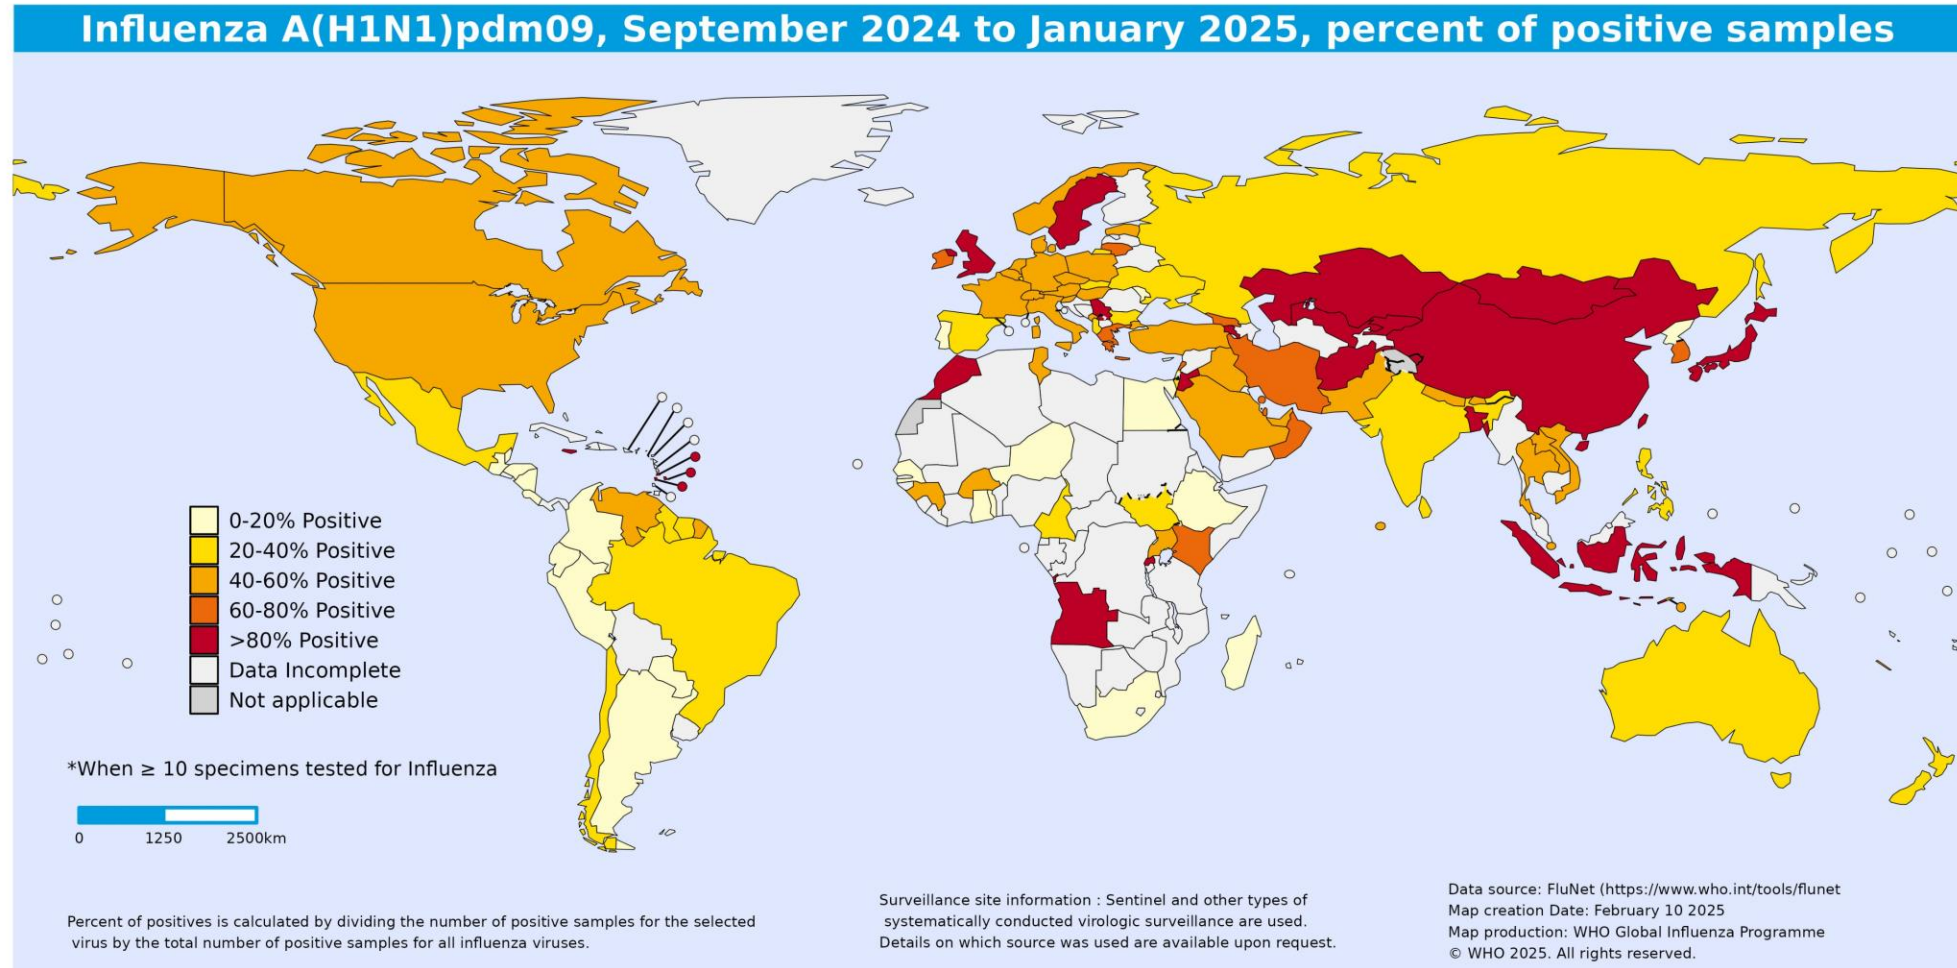 Influenza A(H1N1)pdm09, September 2024 to January 2025, percent of positive samples
0-20% Positive
20-40% Positive
40-60% Positive
60-80% Positive
>80% Positive
Data Incomplete
Not applicable
*When ≥ 10 specimens tested for Influenza
0 1250 2500km
Percent of positives is calculated by dividing the number of positive samples for the selected
virus by the total number of positive samples for all influenza viruses.
Surveillance site information : Sentinel and other types of
systematically conducted virologic surveillance are used.
Details on which source was used are available upon request.
Data source: FluNet (https://www.who.int/tools/flunet
Map creation Date: February 10 2025
Map production: WHO Global Influenza Programme
© WHO 2025. All rights reserved.